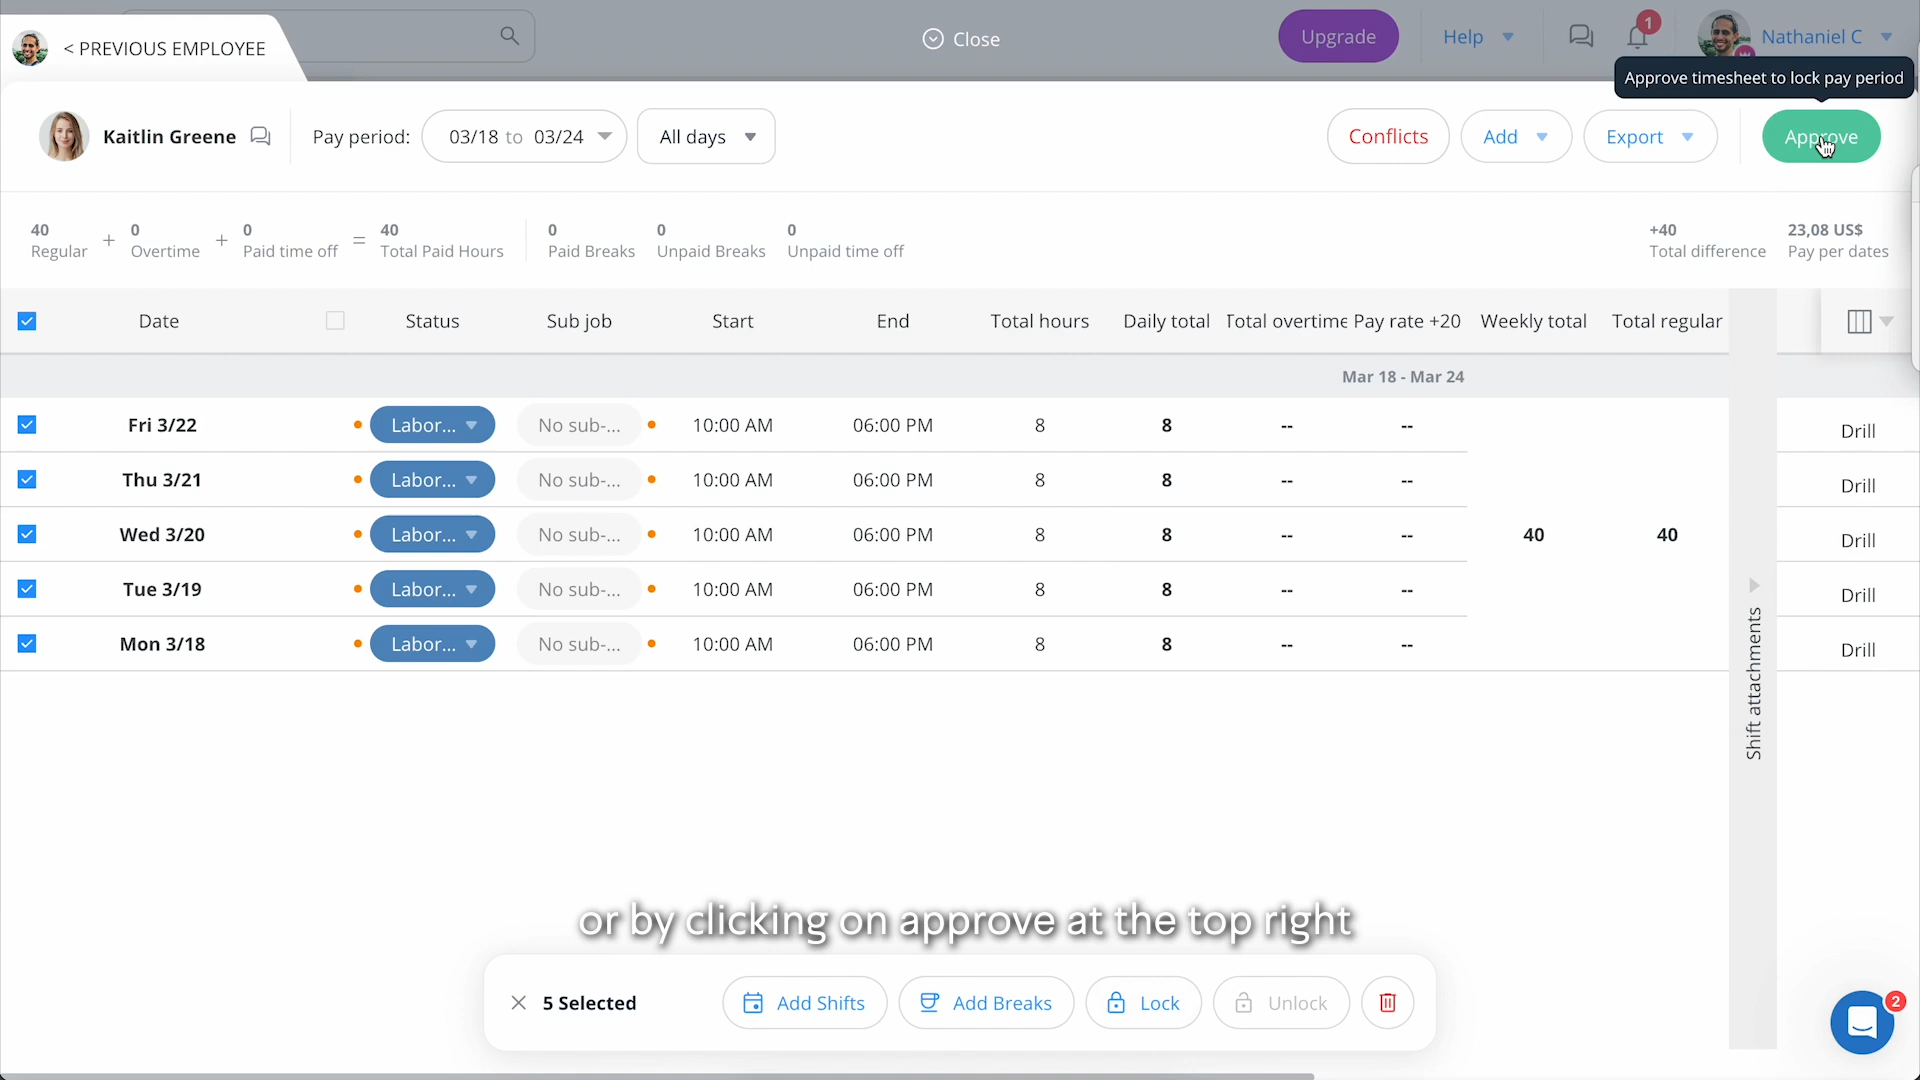 < PREVIOUS EMPLOYEE
Close
Upgrade
Help
1
Nathaniel C
Approve timesheet to lock pay period
Kaitlin Greene
Pay period:
03/18 to 03/24
All days
Conflicts
Add
Export
Approve
40 + 0 + 0 = 40 0 0 0 +40 23,08 US$
Regular Overtime Paid time off Total Paid Hours Paid Breaks Unpaid Breaks Unpaid time off Total difference Pay per dates
Date Status Sub job Start End Total hours Daily total Total overtime Pay rate +20 Weekly total Total regular
Mar 18 - Mar 24
Fri 3/22 Labor... No sub-... 10:00 AM 06:00 PM 8 8 -- -- Drill
Thu 3/21 Labor... No sub-... 10:00 AM 06:00 PM 8 8 -- -- Drill
Wed 3/20 Labor... No sub-... 10:00 AM 06:00 PM 8 8 -- -- 40 40 Drill
Tue 3/19 Labor... No sub-... 10:00 AM 06:00 PM 8 8 -- -- Drill
Mon 3/18 Labor... No sub-... 10:00 AM 06:00 PM 8 8 -- -- Drill
Shift attachments
or by clicking on approve at the top right
5 Selected
Add Shifts
Add Breaks
Lock
Unlock
2